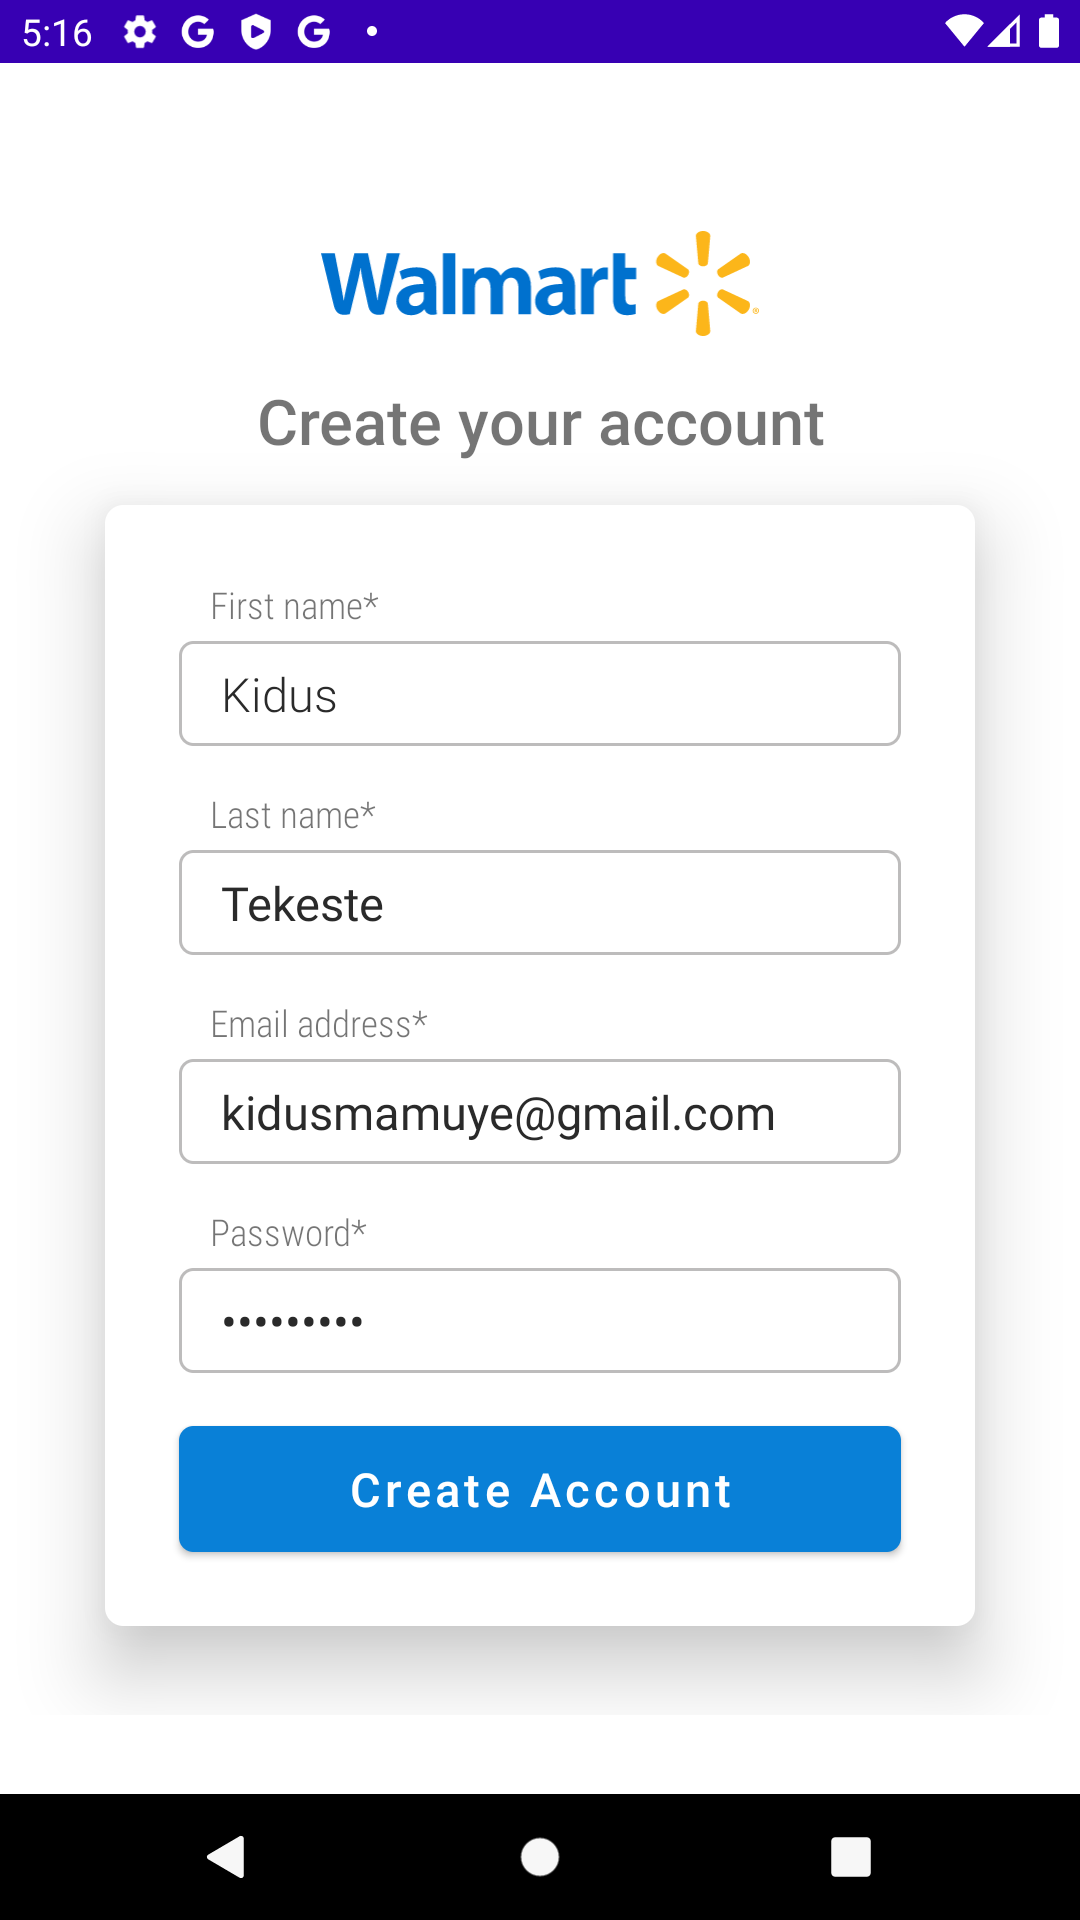 5:16
Walmart
Create your account
First name*
Kidus
Last name*
Tekeste
Email address*
kidusmamuye@gmail.com
Password*
•••••••••
Create Account